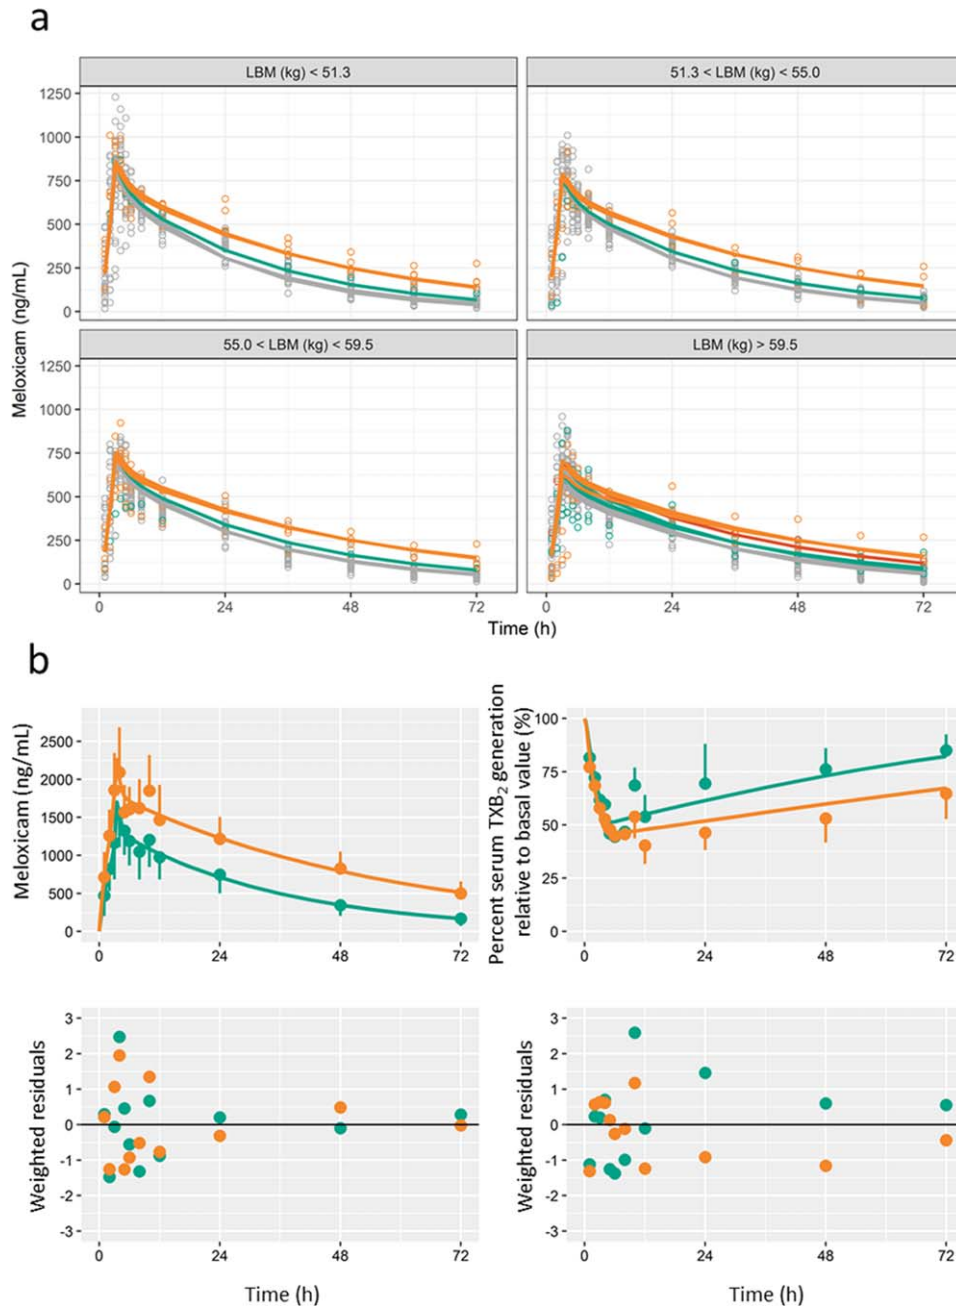 a
LBM (kg) < 51.3
51.3 < LBM (kg) < 55.0
1250
1000
750
500
250
0
55.0 < LBM (kg) < 59.5
LBM (kg) > 59.5
1250
1000
750
500
250
0
Meloxicam (ng/mL)
0 24 48 72
0 24 48 72
Time (h)
b
Meloxicam (ng/mL)
2500
2000
1500
1000
500
0
0 24 48 72
Percent serum TXB₂ generation
relative to basal value (%)
100
75
50
25
0
0 24 48 72
Weighted residuals
3
2
1
0
-1
-2
-3
0 24 48 72
Time (h)
Weighted residuals
3
2
1
0
-1
-2
-3
0 24 48 72
Time (h)